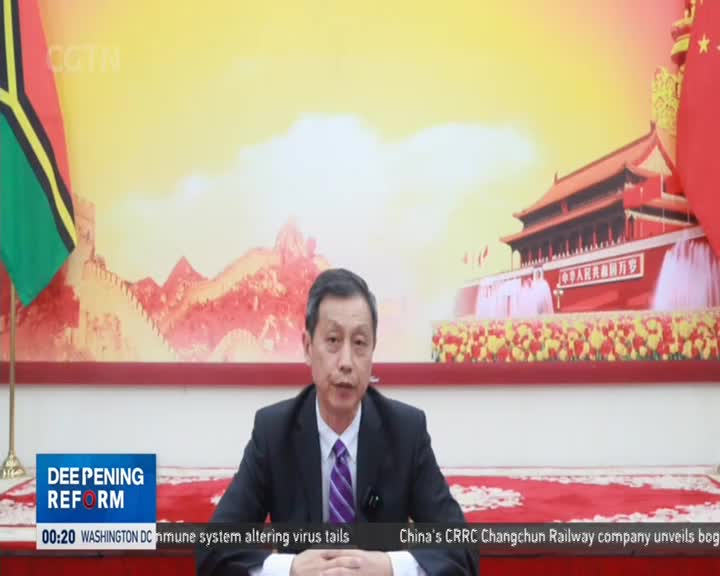 CGTN
中华人民共和国万岁
DEEPENING
REFORM
00:20 WASHINGTON DC
mmune system altering virus tails China's CRRC Changchun Railway company unveils bog